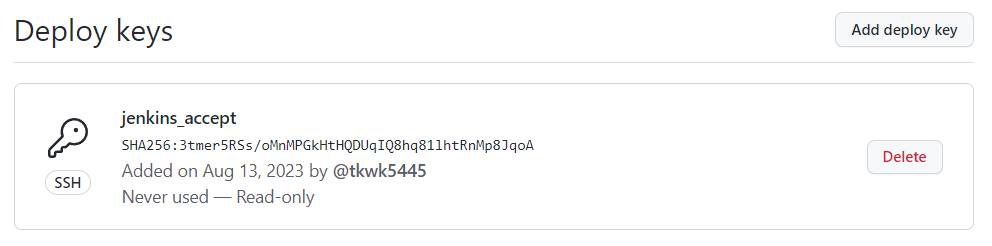 Deploy keys
Add deploy key
jenkins_accept
SHA256:3tmer5RSs/oMnMPGkHtHQDUqIQ8hq81lhtRnMp8JqoA
Added on Aug 13, 2023 by @tkwk5445
Never used — Read-only
SSH
Delete